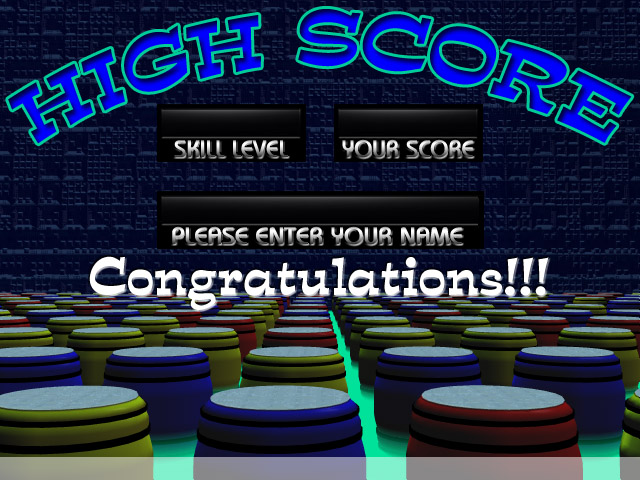 HIGH SCORE
SKILL LEVEL
YOUR SCORE
PLEASE ENTER YOUR NAME
Congratulations!!!